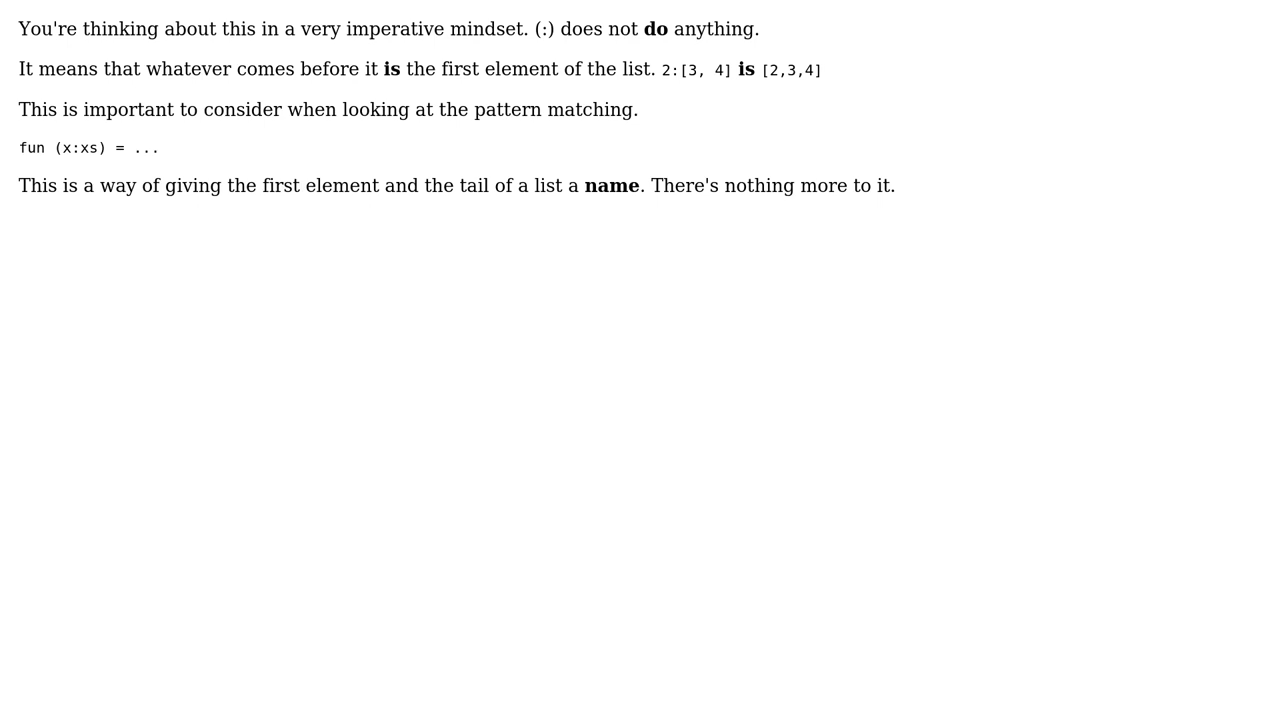 You're thinking about this in a very imperative mindset. (:) does not do anything.
It means that whatever comes before it is the first element of the list. 2:[3, 4] is [2,3,4]
This is important to consider when looking at the pattern matching.
fun (x:xs) = ...
This is a way of giving the first element and the tail of a list a name. There's nothing more to it.